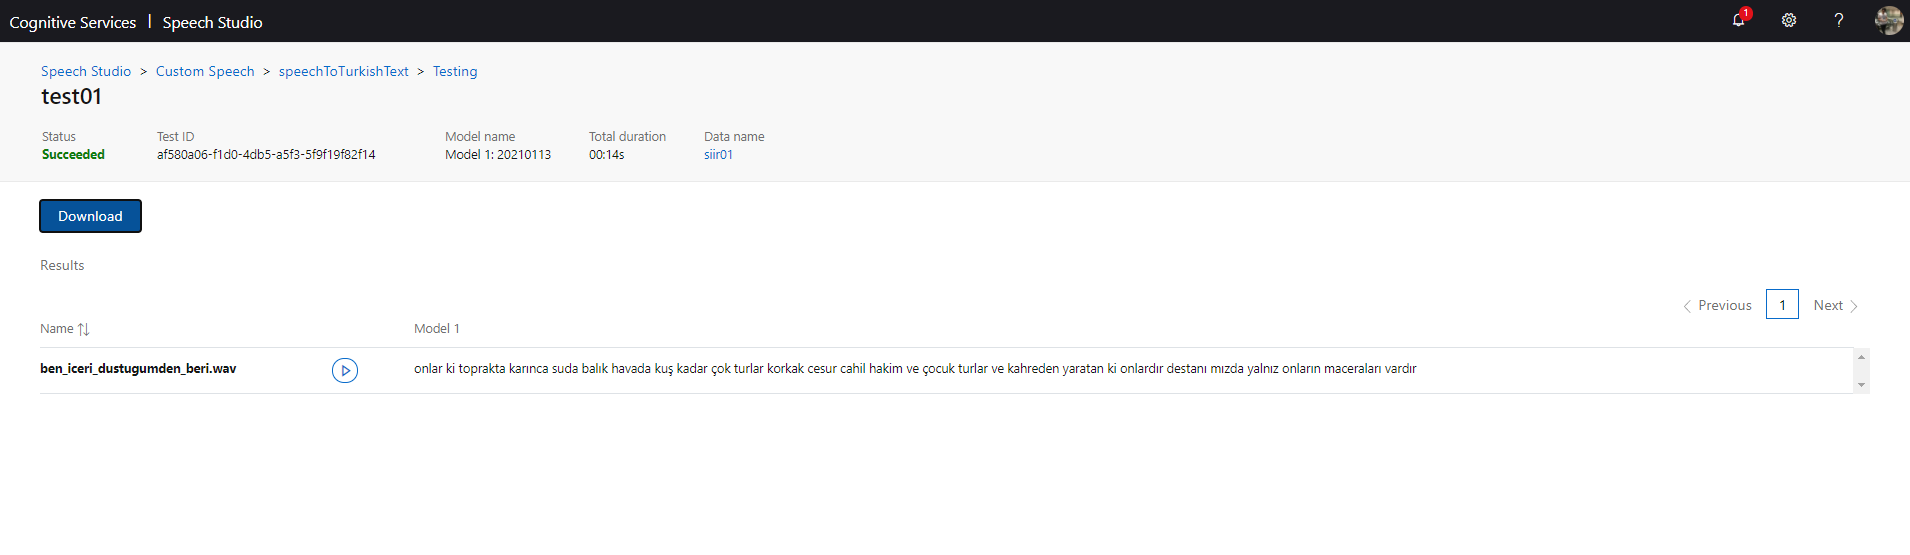 Cognitive Services | Speech Studio
1
?
Speech Studio > Custom Speech > speechToTurkishText > Testing
test01
Status Test ID Model name Total duration Data name
Succeeded af580a06-f1d0-4db5-a5f3-5f9f19f82f14 Model 1: 20210113 00:14s siir01
Download
Results
Previous 1 Next
Name Model 1
ben_iceri_dustugumden_beri.wav onlar ki toprakta karınca suda balık havada kuş kadar çok turlar korkak cesur cahil hakim ve çocuk turlar ve kahreden yaratan ki onlardır destanı mızda yalnız onların maceraları vardır